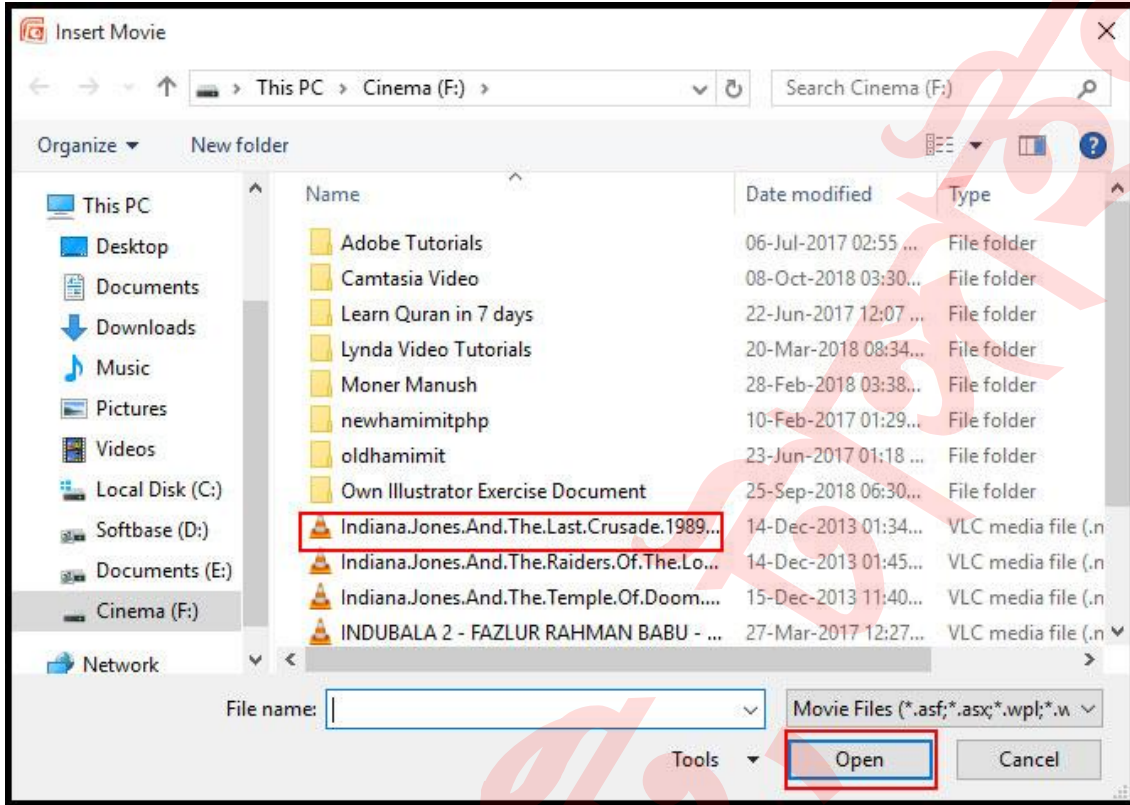 Insert Movie
This PC > Cinema (F:) >
Search Cinema (F:)
Organize
New folder
Name
Date modified
Type
This PC
Desktop
Documents
Downloads
Music
Pictures
Videos
Local Disk (C:)
Softbase (D:)
Documents (E:)
Cinema (F:)
Network
Adobe Tutorials 06-Jul-2017 02:55 ... File folder
Camtasia Video 08-Oct-2018 03:30... File folder
Learn Quran in 7 days 22-Jun-2017 12:07 ... File folder
Lynda Video Tutorials 20-Mar-2018 08:34... File folder
Moner Manush 28-Feb-2018 03:38... File folder
newhamimitphp 10-Feb-2017 01:29... File folder
oldhamimit 23-Jun-2017 01:18 ... File folder
Own Illustrator Exercise Document 25-Sep-2018 06:30... File folder
Indiana.Jones.And.The.Last.Crusade.1989... 14-Dec-2013 01:34... VLC media file (.n
Indiana.Jones.And.The.Raiders.Of.The.Lo... 14-Dec-2013 01:45... VLC media file (.n
Indiana.Jones.And.The.Temple.Of.Doom.... 15-Dec-2013 11:40... VLC media file (.n
INDUBALA 2 - FAZLUR RAHMAN BABU - ... 27-Mar-2017 12:27... VLC media file (.n
File name:
Movie Files (*.asf;*.asx;*.wpl;*.w
Tools
Open
Cancel